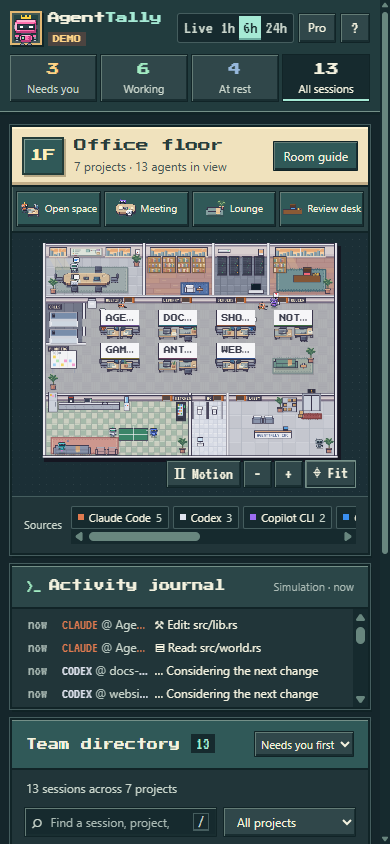 AgentTally
DEMO
Live 1h 6h 24h
Pro
?
3
Needs you
6
Working
4
At rest
13
All sessions
1F
Office floor
7 projects · 13 agents in view
Room guide
Open space
Meeting
Lounge
Review desk
AGE...
DOC...
SHO...
NOT...
GAM...
ANT...
WEB...
Motion
-
+
Fit
Sources
Claude Code 5
Codex 3
Copilot CLI 2
>_ Activity journal
Simulation · now
now CLAUDE @ Age... Edit: src/lib.rs
now CLAUDE @ Age... Read: src/world.rs
now CODEX @ docs-... ... Considering the next change
now CODEX @ websi... ... Considering the next change
Team directory 13
Needs you first
13 sessions across 7 projects
Find a session, project,
/
All projects